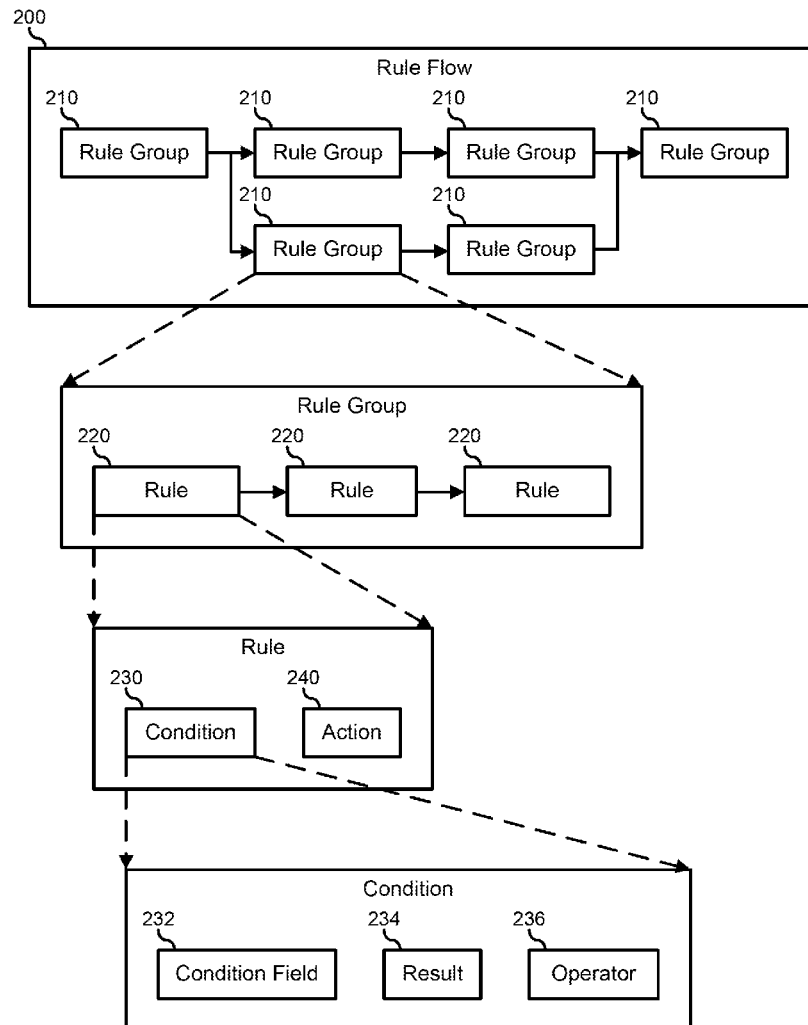 200
Rule Flow
210
210
210
210
Rule Group
Rule Group
Rule Group
Rule Group
210
210
Rule Group
Rule Group
Rule Group
220
220
220
Rule
Rule
Rule
Rule
230
240
Condition
Action
Condition
232
234
236
Condition Field
Result
Operator